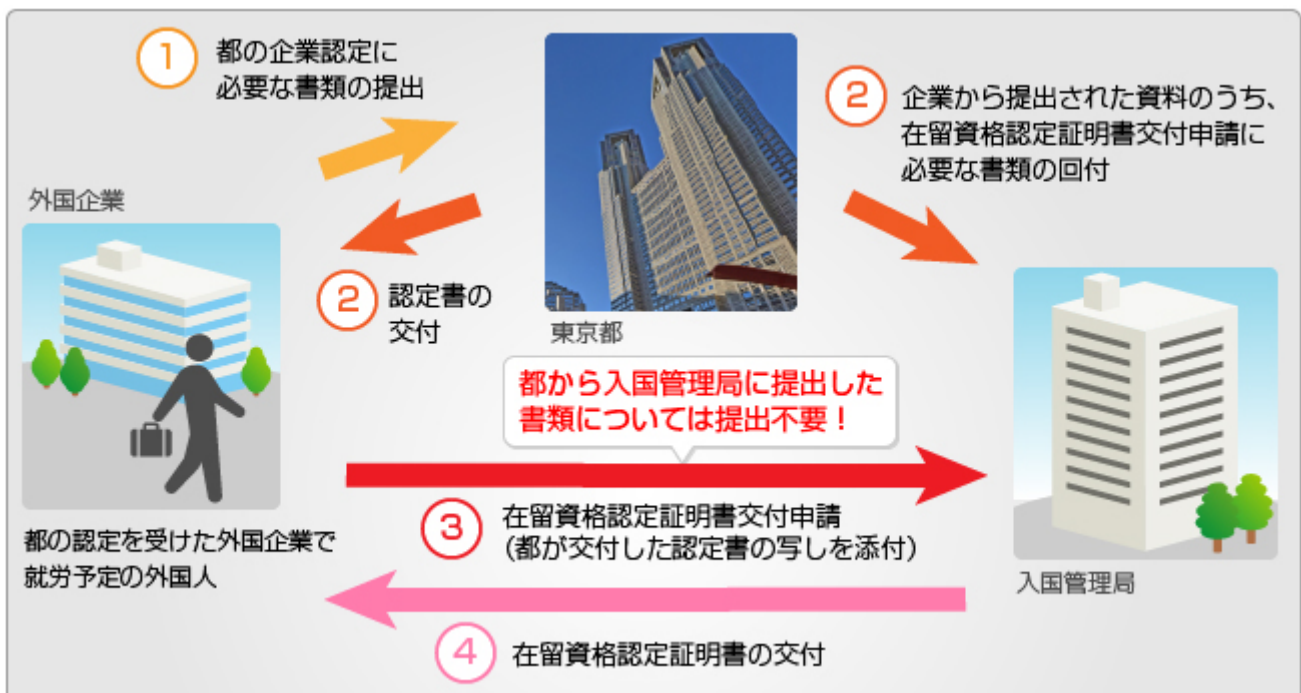 ① 都の企業認定に
必要な書類の提出
② 企業から提出された資料のうち、
在留資格認定証明書交付申請に
必要な書類の回付
外国企業
② 認定書の
交付
東京都
都から入国管理局に提出した
書類については提出不要！
③ 在留資格認定証明書交付申請
（都が交付した認定書の写しを添付）
都の認定を受けた外国企業で
就労予定の外国人
入国管理局
④ 在留資格認定証明書の交付